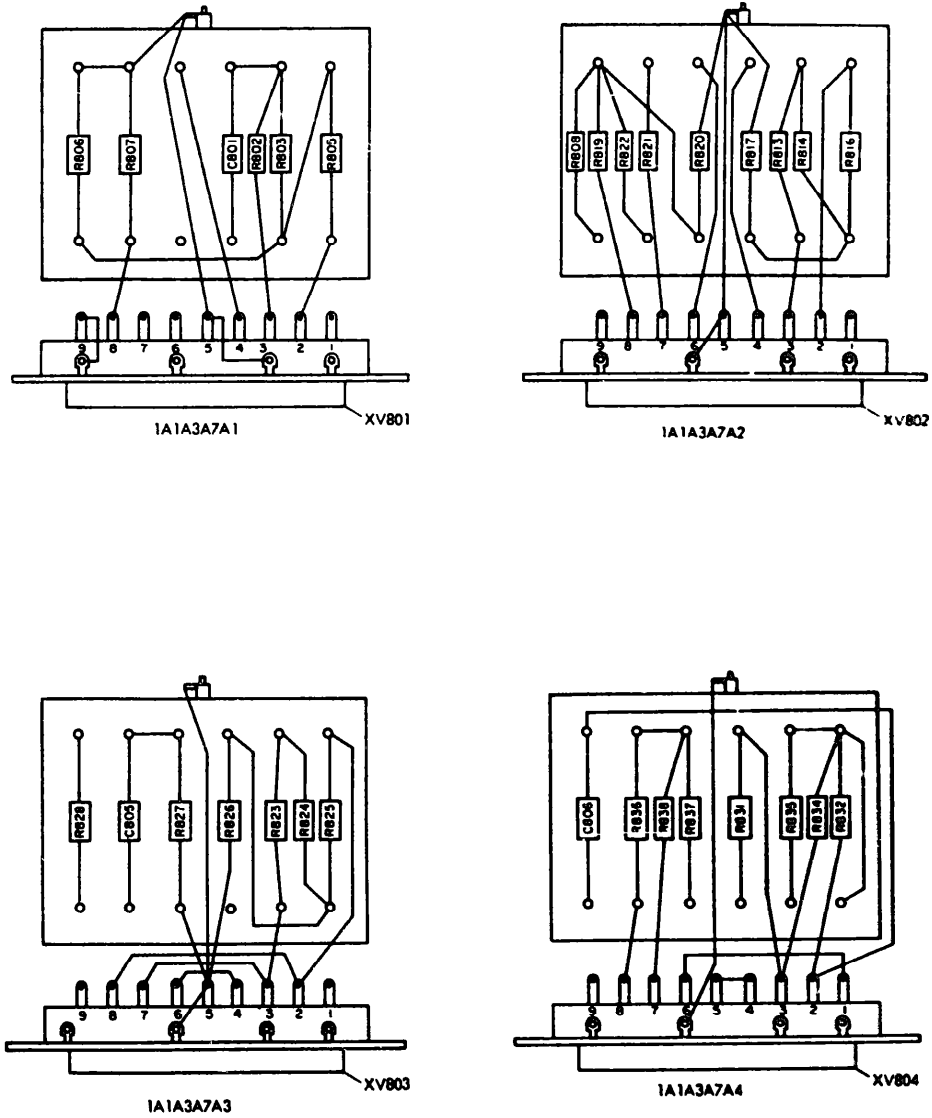 R806 R807 C801 R802 R803 R805
9 8 7 6 5 4 3 2 1
XV801
1A1A3A7A1
R808 R819 R822 R821 R820 R817 R813 R814 R816
9 8 7 6 5 4 3 2 1
XV802
1A1A3A7A2
R828 C805 R827 R826 R823 R824 R825
9 8 7 6 5 4 3 2 1
XV803
1A1A3A7A3
C806 R836 R838 R837 R831 R835 R834 R832
9 8 7 6 5 4 3 2 1
XV804
1A1A3A7A4